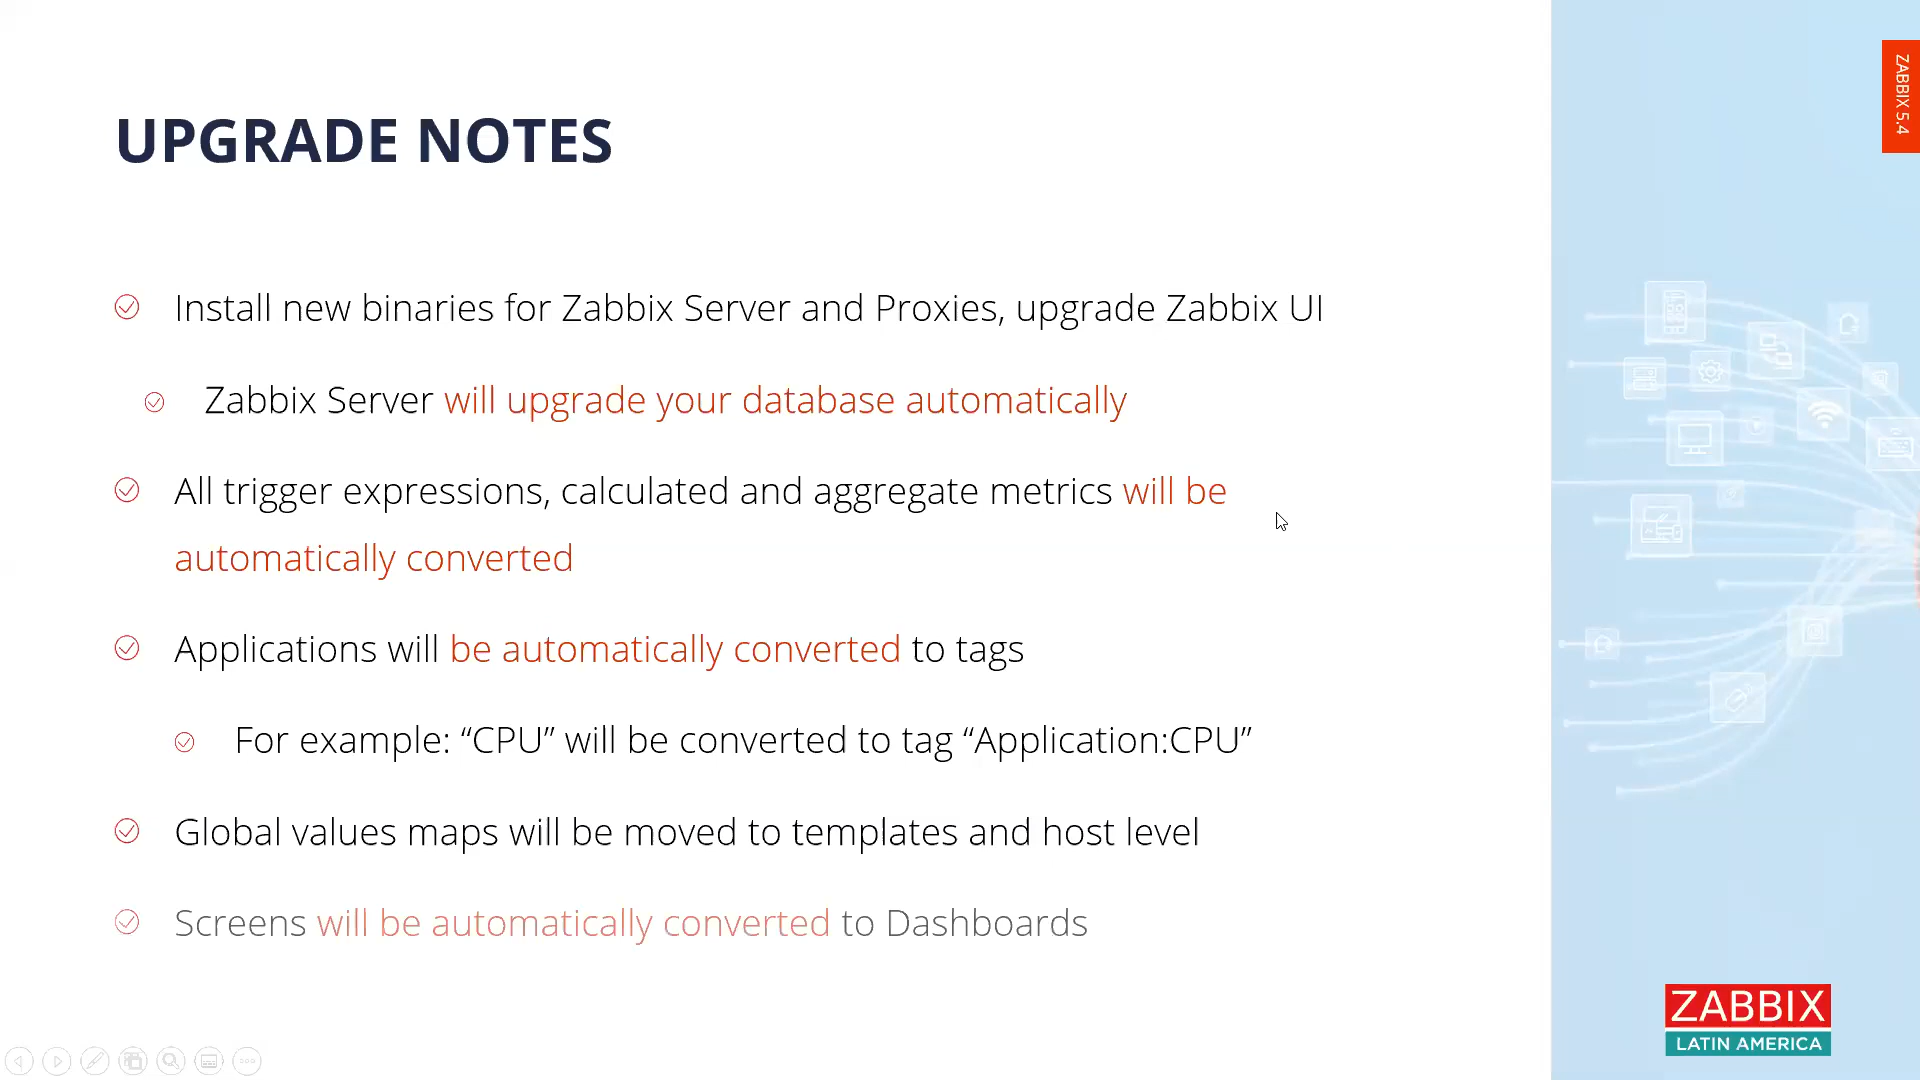 ZABBIX 5.4
UPGRADE NOTES
Install new binaries for Zabbix Server and Proxies, upgrade Zabbix UI
Zabbix Server will upgrade your database automatically
All trigger expressions, calculated and aggregate metrics will be
automatically converted
Applications will be automatically converted to tags
For example: “CPU” will be converted to tag “Application:CPU”
Global values maps will be moved to templates and host level
Screens will be automatically converted to Dashboards
ZABBIX
LATIN AMERICA